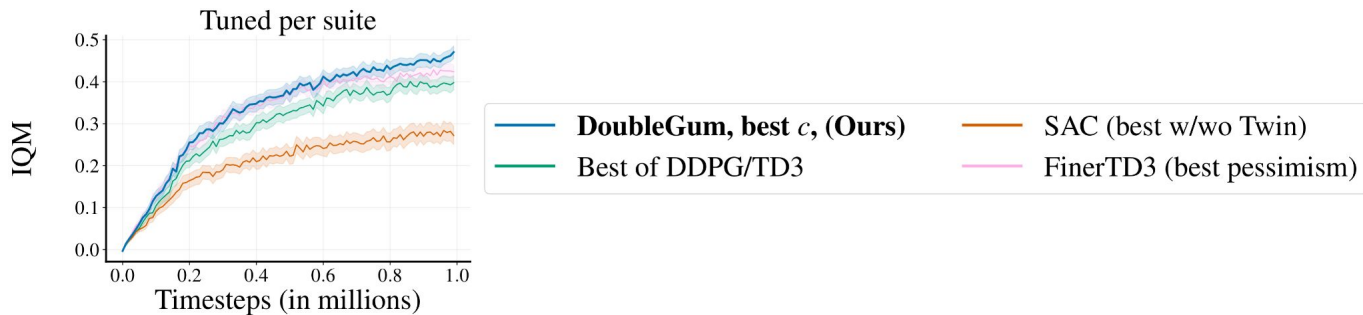 Tuned per suite
IQM
0.5
0.4
0.3
0.2
0.1
0.0
0.0 0.2 0.4 0.6 0.8 1.0
Timesteps (in millions)
DoubleGum, best c, (Ours)
Best of DDPG/TD3
SAC (best w/wo Twin)
FinerTD3 (best pessimism)